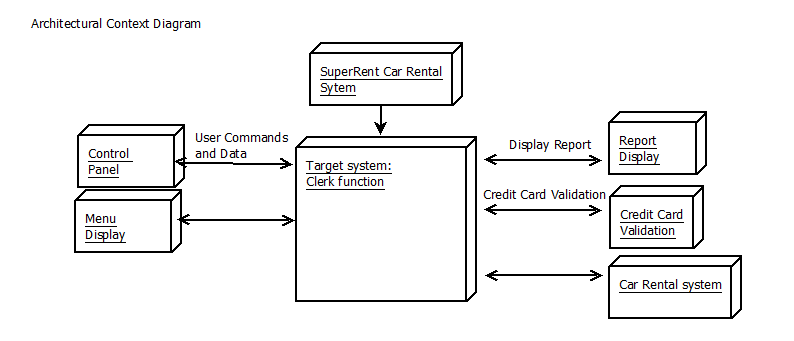 Architectural Context Diagram
SuperRent Car Rental
Sytem
User Commands
and Data
Control
Panel
Menu
Display
Target system:
Clerk function
Display Report
Report
Display
Credit Card Validation
Credit Card
Validation
Car Rental system